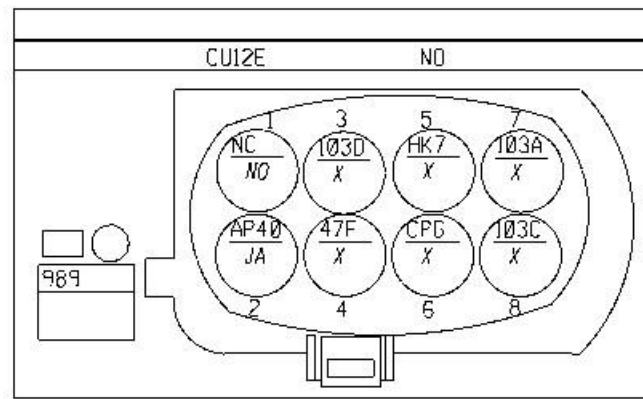 CU12E NO
1 3 5 7
NC 103D HK7 103A
NO X X X
AP40 47F CPG 103C
JA X X X
989
2 4 6 8